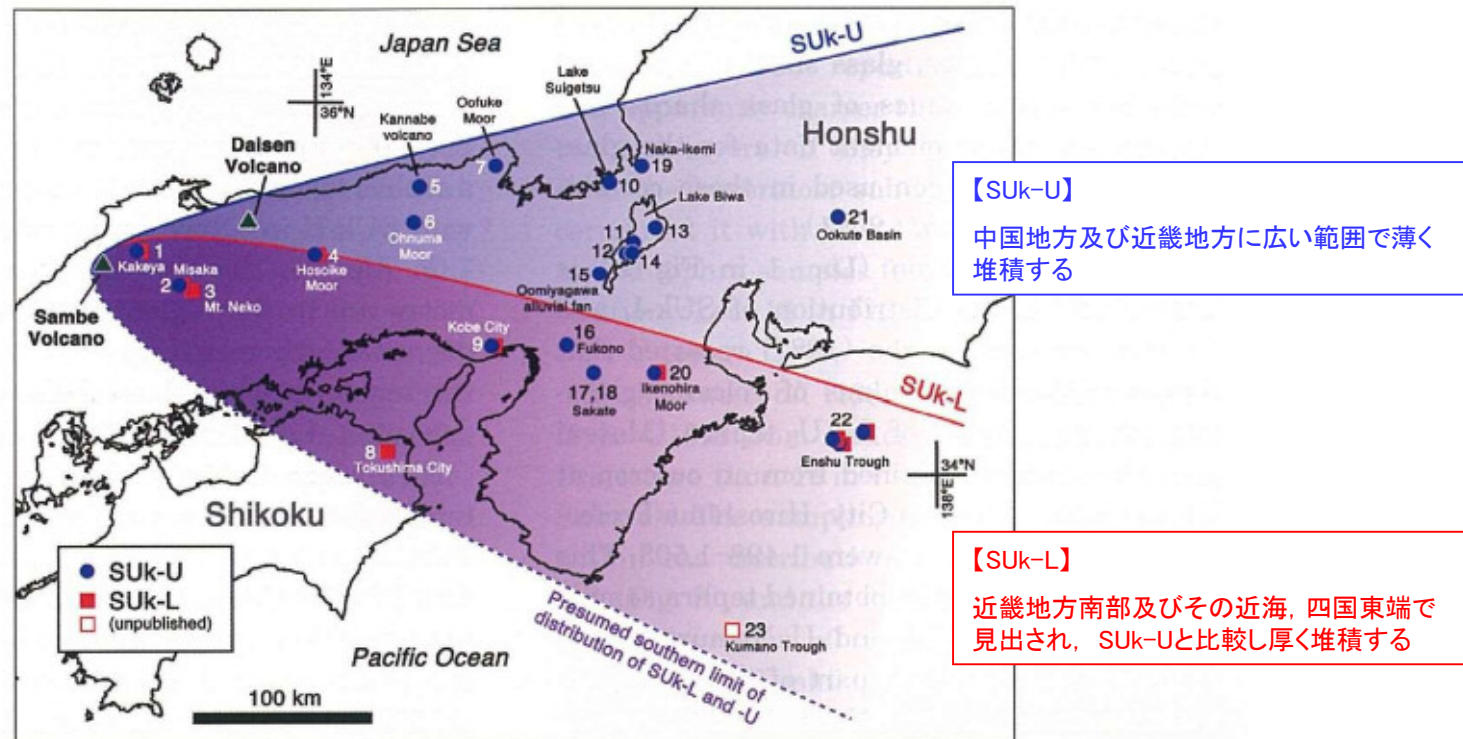 Japan Sea
SUk-U
134°E
36°N
Lake
Suigetsu
Honshu
Oofuke
Moor
Kannabe
volcano
Daisen
Volcano
Naka-ikemi
7
19
5
10
Lake Biwa
21
Ookute Basin
6
Ohnuma
Moor
13
11
12
14
1
Kakeya
4
Hosoike
Moor
15
Oomiyagawa
alluvial fan
Misaka
2
3
Mt. Neko
Sambe
Volcano
Kobe City
9
16
Fukono
SUk-L
17,18
Sakate
20
Ikenohira
Moor
22
Enshu Trough
34°N
138°E
8
Tokushima City
Shikoku
SUk-U
SUk-L
(unpublished)
23
Kumano Trough
Presumed southern limit of
distribution of SUk-L and -U
Pacific Ocean
100 km
【SUk-U】
中国地方及び近畿地方に広い範囲で薄く
堆積する
【SUk-L】
近畿地方南部及びその近海，四国東端で
見出され， SUk-Uと比較し厚く堆積する